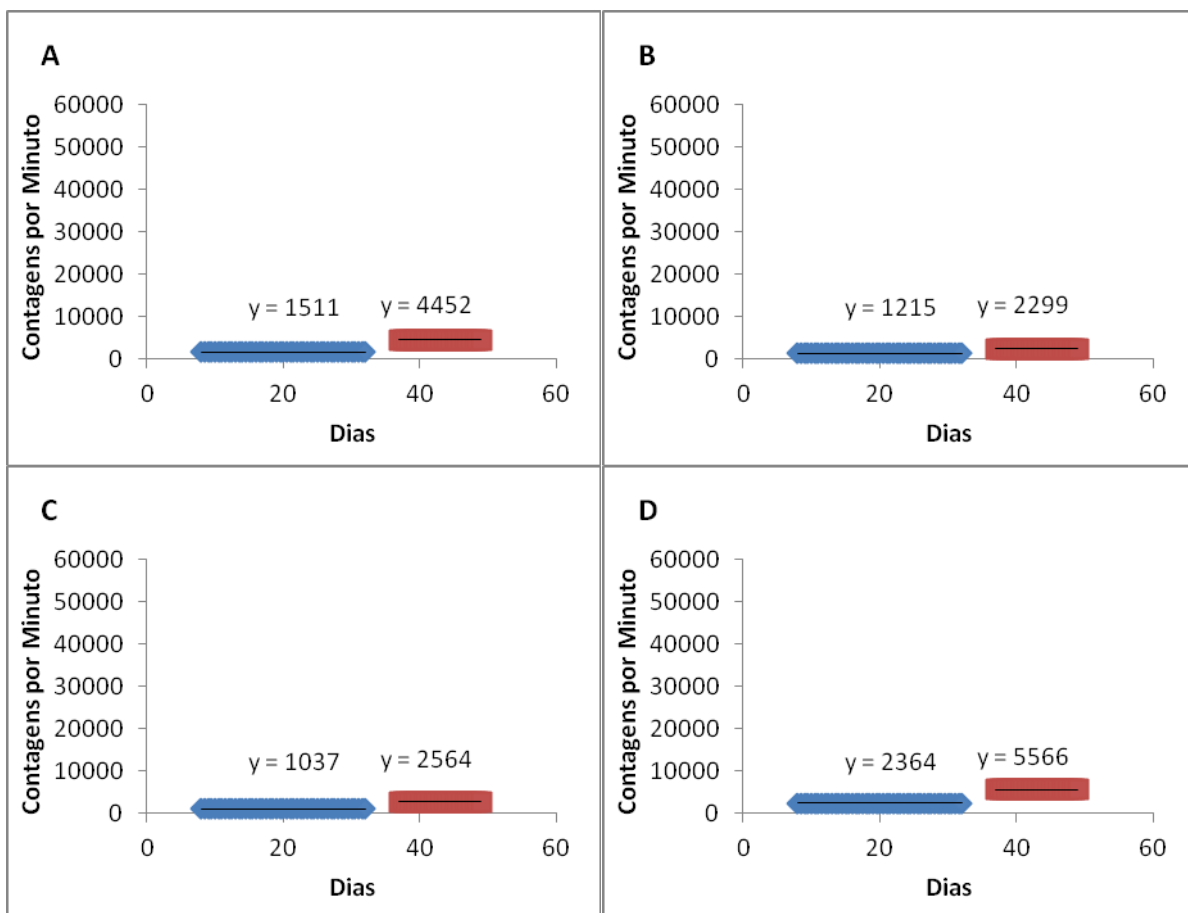 A
Contagens por Minuto
60000
50000
40000
30000
20000
10000
0
y = 1511
y = 4452
0 20 40 60
Dias
B
Contagens por Minuto
60000
50000
40000
30000
20000
10000
0
y = 1215
y = 2299
0 20 40 60
Dias
C
Contagens por Minuto
60000
50000
40000
30000
20000
10000
0
y = 1037
y = 2564
0 20 40 60
Dias
D
Contagens por Minuto
60000
50000
40000
30000
20000
10000
0
y = 2364
y = 5566
0 20 40 60
Dias